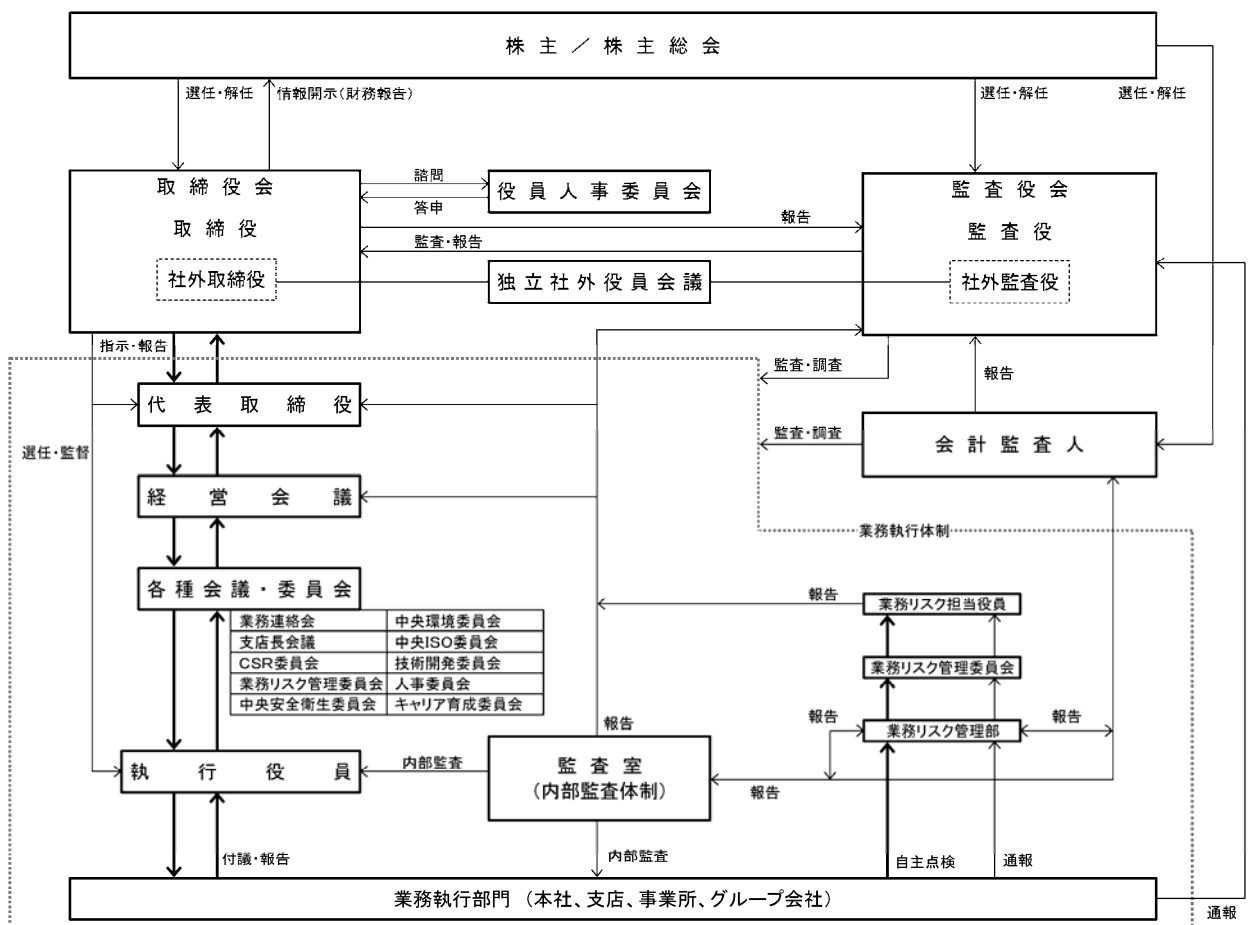 株主／株主総会
選任・解任
情報開示(財務報告)
選任・解任
選任・解任
取締役会
取締役
社外取締役
諮問
答申
役員人事委員会
報告
監査・報告
独立社外役員会議
監査役会
監査役
社外監査役
指示・報告
監査・調査
報告
代表取締役
選任・監督
監査・調査
会計監査人
経営会議
業務執行体制
各種会議・委員会
業務連絡会 中央環境委員会
支店長会議 中央ISO委員会
CSR委員会 技術開発委員会
業務リスク管理委員会 人事委員会
中央安全衛生委員会 キャリア育成委員会
報告
業務リスク担当役員
業務リスク管理委員会
報告
報告
業務リスク管理部
報告
執行役員
内部監査
監査室
(内部監査体制)
報告
付議・報告
内部監査
自主点検
通報
業務執行部門 (本社、支店、事業所、グループ会社)
通報